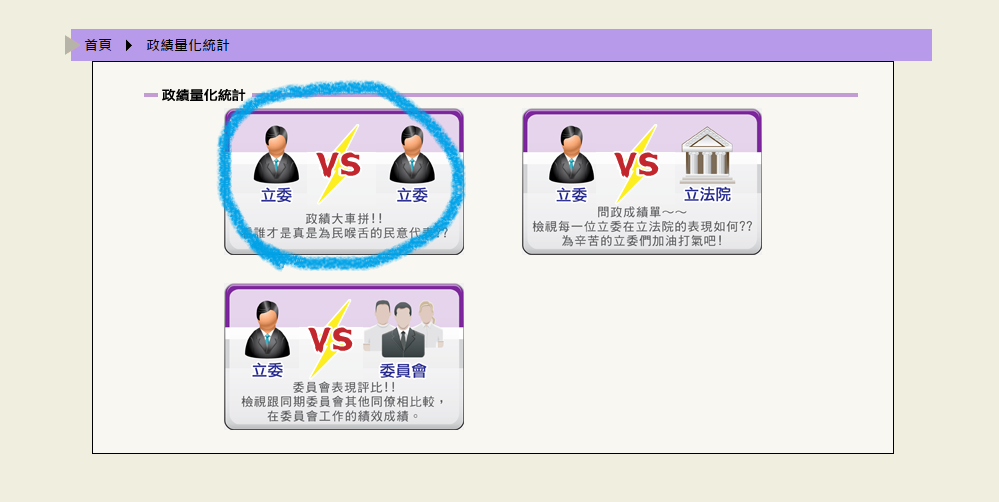 首頁 政績量化統計
政績量化統計
立委 VS 立委
政績大車拼!!
誰才是真是為民喉舌的民意代表??
立委 VS 立法院
問政成績單～～
檢視每一位立委在立法院的表現如何??
為辛苦的立委們加油打氣吧!
立委 VS 委員會
委員會表現評比!!
檢視跟同期委員會其他同僚相比較，
在委員會工作的績效成績。